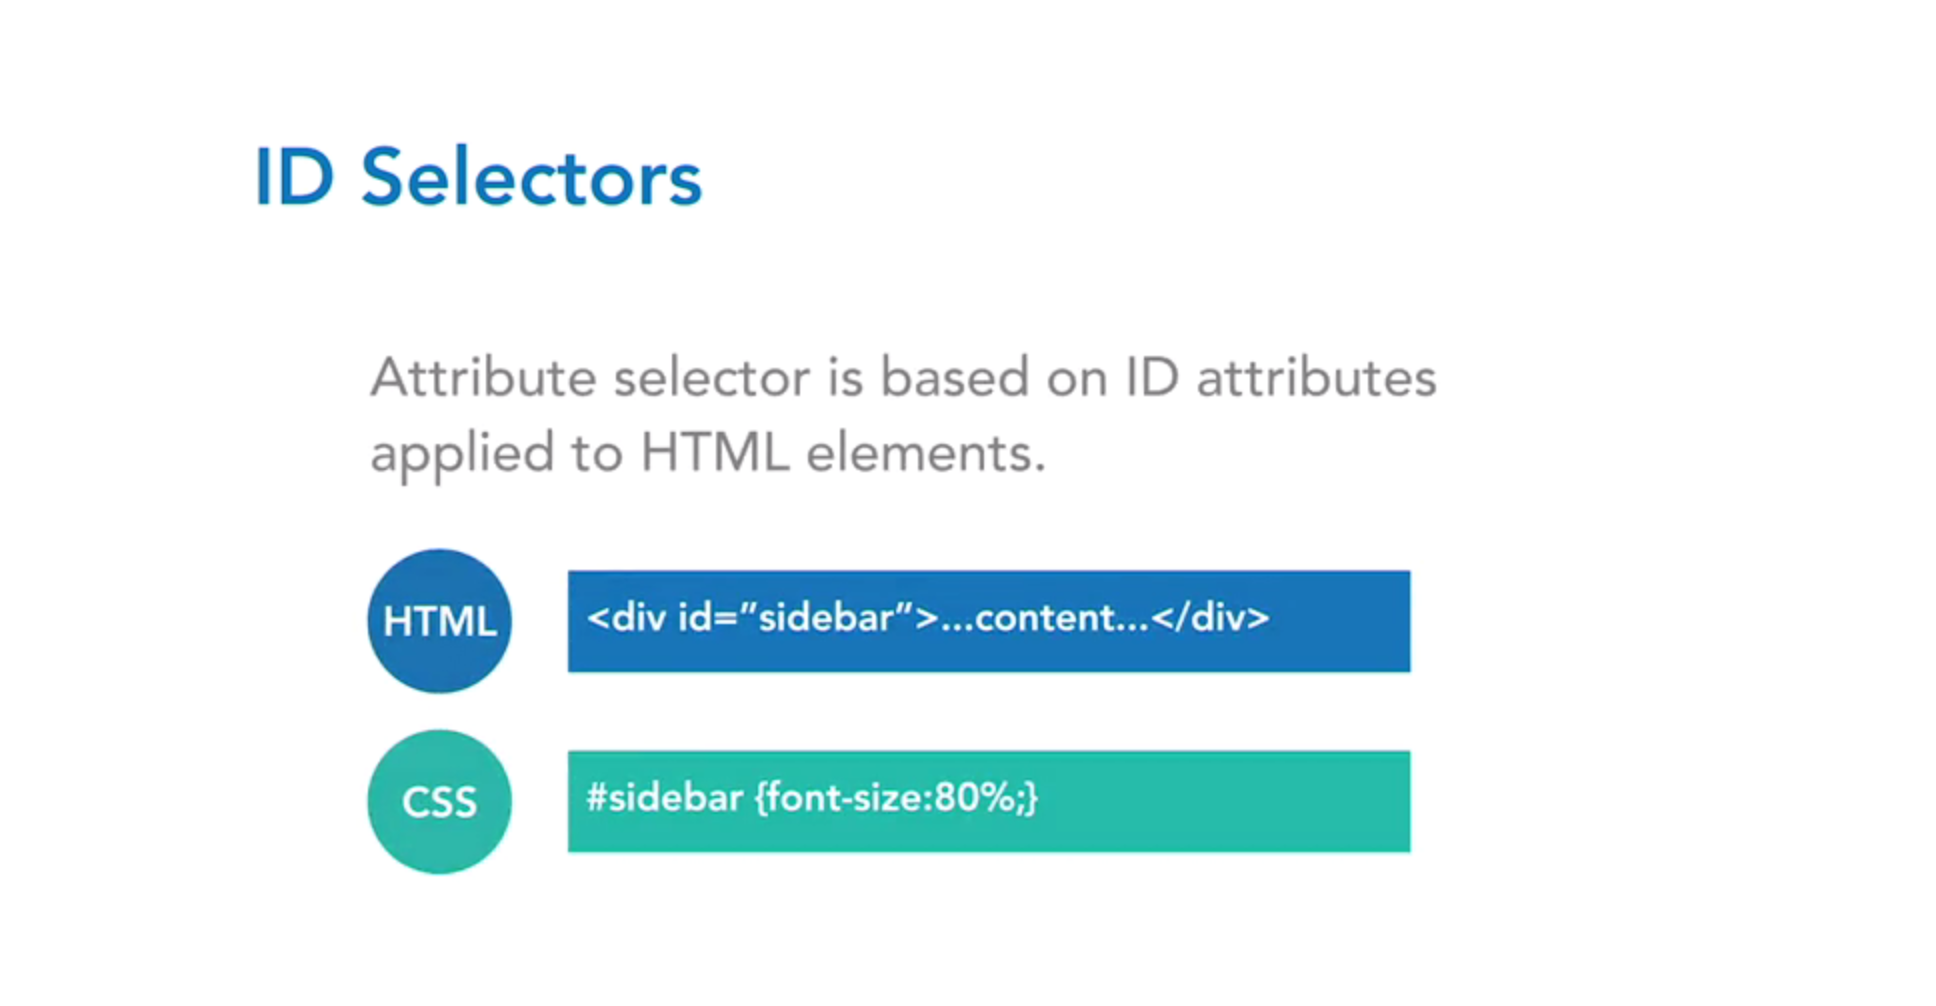 ID Selectors
Attribute selector is based on ID attributes
applied to HTML elements.
HTML
<div id=”sidebar”>...content...</div>
CSS
#sidebar {font-size:80%;}